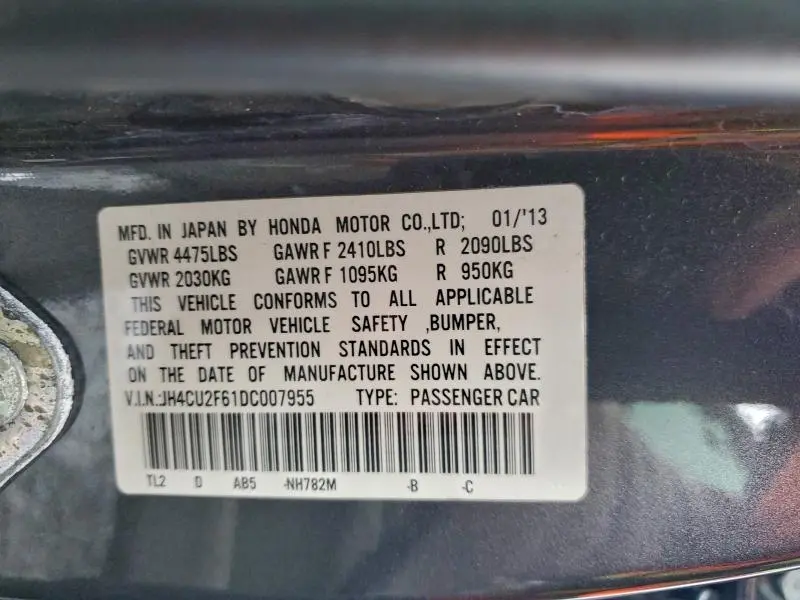 MFD. IN JAPAN BY HONDA MOTOR CO.,LTD; 01/'13
GVWR 4475LBS GAWR F 2410LBS R 2090LBS
GVWR 2030KG GAWR F 1095KG R 950KG
THIS VEHICLE CONFORMS TO ALL APPLICABLE
FEDERAL MOTOR VEHICLE SAFETY ,BUMPER,
AND THEFT PREVENTION STANDARDS IN EFFECT
ON THE DATE OF MANUFACTURE SHOWN ABOVE.
V.I.N.:JH4CU2F61DC007955 TYPE: PASSENGER CAR
TL2 D AB5 -NH782M -B -C